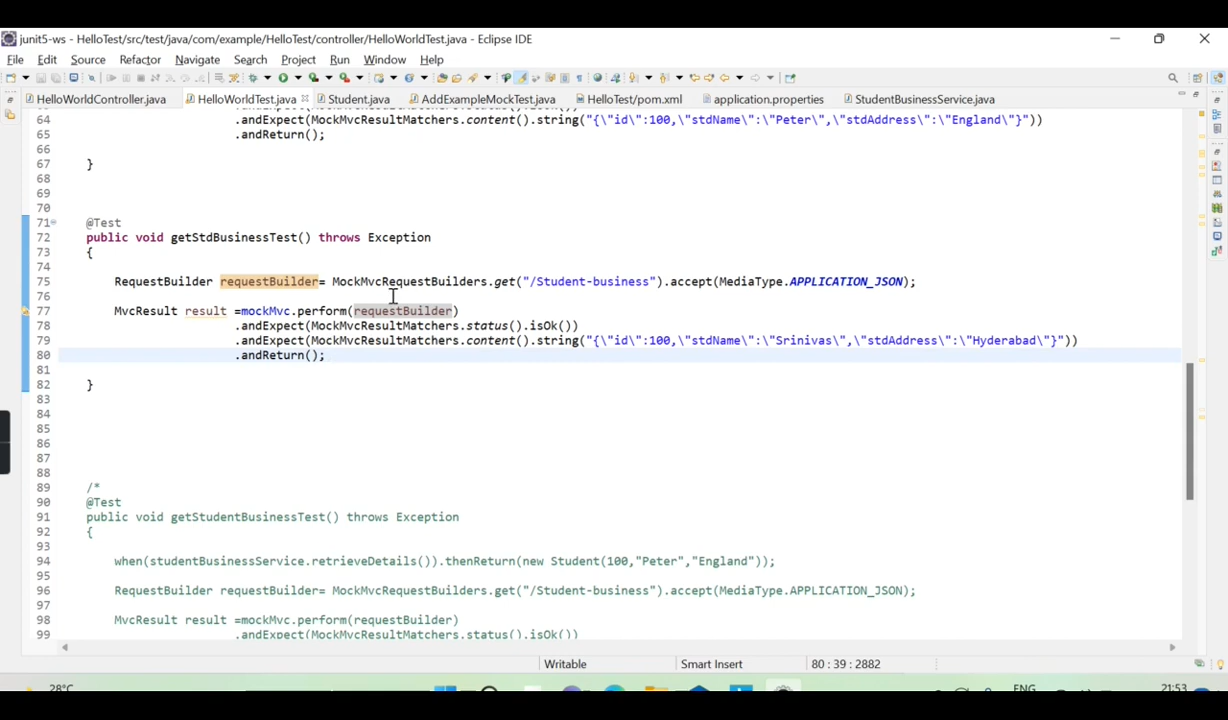 junit5-ws - HelloTest/src/test/java/com/example/HelloTest/controller/HelloWorldTest.java - Eclipse IDE
File Edit Source Refactor Navigate Search Project Run Window Help
HelloWorldController.java HelloWorldTest.java Student.java AddExampleMockTest.java HelloTest/pom.xml application.properties StudentBusinessService.java
64 .andExpect(MockMvcResultMatchers.content().string("{\"id\":100,\"stdName\":\"Peter\",\"stdAddress\":\"England\"}"))
65 .andReturn();
66
67 }
68
69
70
71 @Test
72 public void getStdBusinessTest() throws Exception
73 {
74
75 RequestBuilder requestBuilder= MockMvcRequestBuilders.get("/Student-business").accept(MediaType.APPLICATION_JSON);
76
77 MvcResult result =mockMvc.perform(requestBuilder)
78 .andExpect(MockMvcResultMatchers.status().isOk())
79 .andExpect(MockMvcResultMatchers.content().string("{\"id\":100,\"stdName\":\"Srinivas\",\"stdAddress\":\"Hyderabad\"}"))
80 .andReturn();
81
82 }
83
84
85
86
87
88
89 /*
90 @Test
91 public void getStudentBusinessTest() throws Exception
92 {
93
94 when(studentBusinessService.retrieveDetails()).thenReturn(new Student(100,"Peter","England"));
95
96 RequestBuilder requestBuilder= MockMvcRequestBuilders.get("/Student-business").accept(MediaType.APPLICATION_JSON);
97
98 MvcResult result =mockMvc.perform(requestBuilder)
99 .andExpect(MockMvcResultMatchers.status().isOk())
Writable Smart Insert 80 : 39 : 2882
28°C ENG 21:53